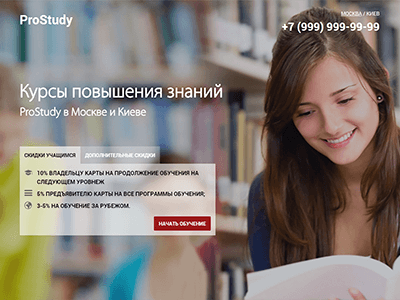 ProStudy
МОСКВА / КИЕВ
+7 (999) 999-99-99
Курсы повышения знаний
ProStudy в Москве и Киеве
СКИДКИ УЧАЩИМСЯ
ДОПОЛНИТЕЛЬНЫЕ СКИДКИ
10% ВЛАДЕЛЬЦУ КАРТЫ НА ПРОДОЛЖЕНИЕ ОБУЧЕНИЯ НА
СЛЕДУЮЩЕМ УРОВНЕЖ
5% ПРЕДЪЯВИТЕЛЮ КАРТЫ НА ВСЕ ПРОГРАММЫ ОБУЧЕНИЯ;
3-5% НА ОБУЧЕНИЕ ЗА РУБЕЖОМ.
НАЧАТЬ ОБУЧЕНИЕ